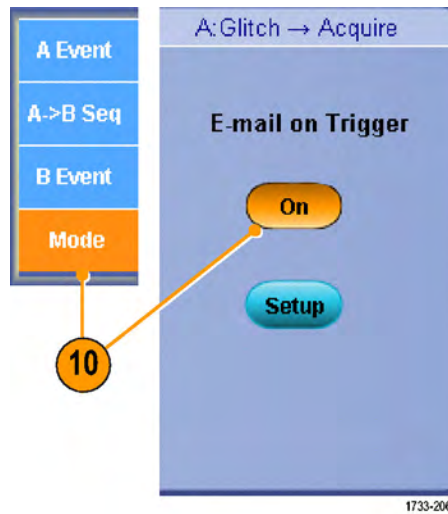 A Event
A->B Seq
B Event
Mode
10
A:Glitch → Acquire
E-mail on Trigger
On
Setup